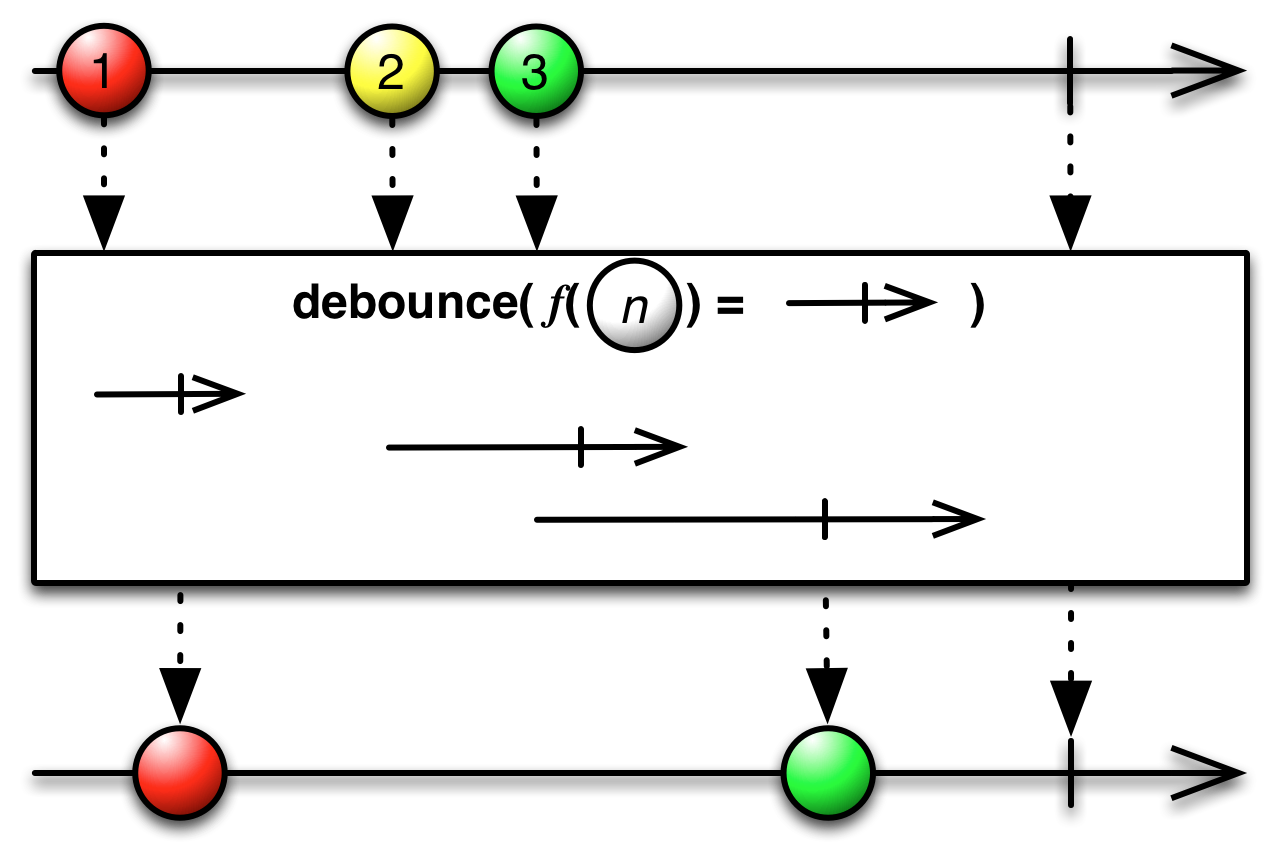 1 2 3
debounce( f( n ) = )